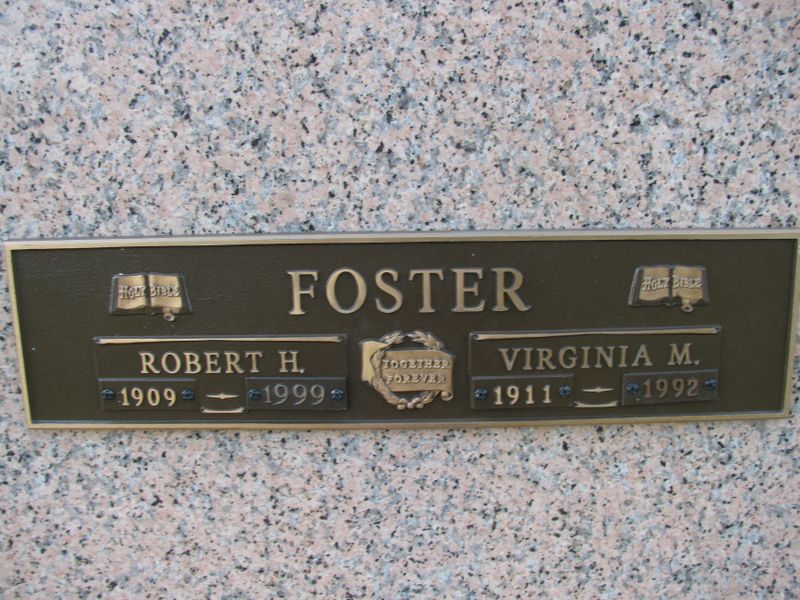 HOLY BIBLE
FOSTER
HOLY BIBLE
ROBERT H.
1909 1999
TOGETHER
FOREVER
VIRGINIA M.
1911 1992